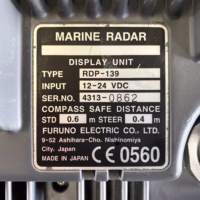 MARINE RADAR
DISPLAY UNIT
TYPE RDP-139
INPUT 12-24 VDC
SER.NO. 4313-0862
COMPASS SAFE DISTANCE
STD 0.6 m STEER 0.4 m
FURUNO ELECTRIC CO., LTD.
9-52 Ashihara-Cho, Nishinomiya
City, Japan
MADE IN JAPAN CE 0560